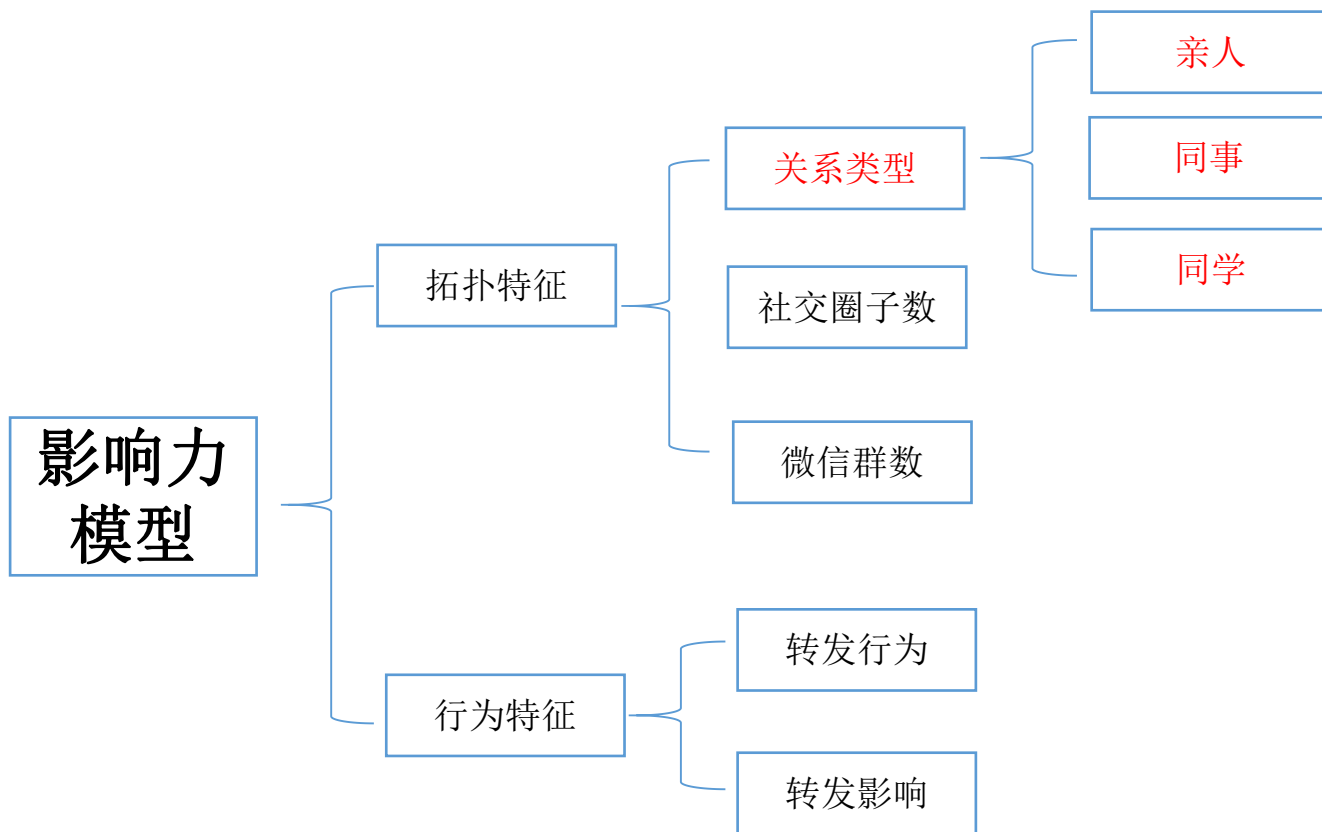 影响力
模型
拓扑特征
关系类型
亲人
同事
同学
社交圈子数
微信群数
行为特征
转发行为
转发影响